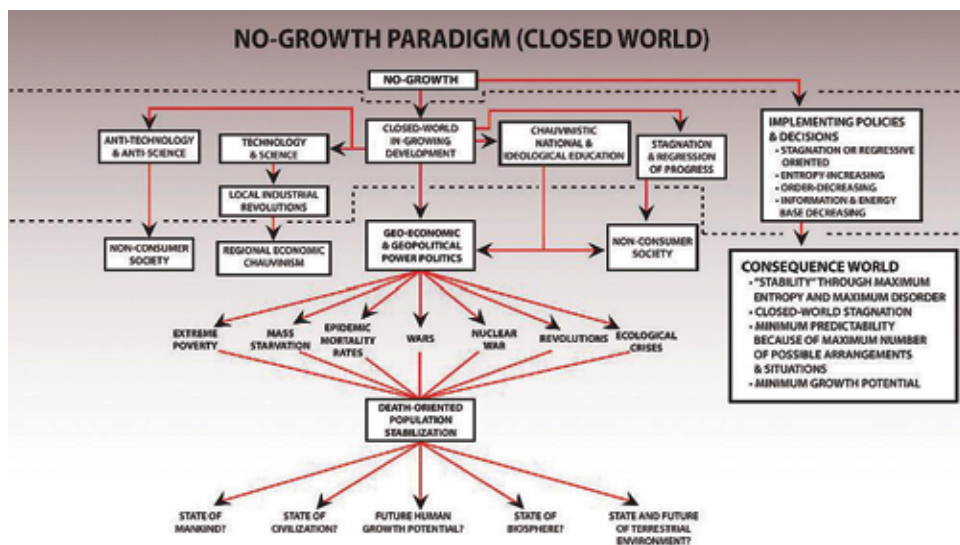 NO-GROWTH PARADIGM (CLOSED WORLD)
NO-GROWTH
ANTI-TECHNOLOGY
& ANTI-SCIENCE
TECHNOLOGY
& SCIENCE
CLOSED-WORLD
IN-GROWING
DEVELOPMENT
CHAUVINISTIC
NATIONAL &
IDEOLOGICAL EDUCATION
STAGNATION
& REGRESSION
OF PROGRESS
IMPLEMENTING POLICIES
& DECISIONS
• STAGNATION OR REGRESSIVE
ORIENTED
• ENTROPY-INCREASING
• ORDER-DECREASING
• INFORMATION & ENERGY
BASE DECREASING
LOCAL INDUSTRIAL
REVOLUTIONS
NON-CONSUMER
SOCIETY
REGIONAL ECONOMIC
CHAUVINISM
GEO-ECONOMIC
& GEOPOLITICAL
POWER POLITICS
NON-CONSUMER
SOCIETY
CONSEQUENCE WORLD
• "STABILITY" THROUGH MAXIMUM
ENTROPY AND MAXIMUM DISORDER
• CLOSED-WORLD STAGNATION
• MINIMUM PREDICTABILITY
BECAUSE OF MAXIMUM NUMBER
OF POSSIBLE ARRANGEMENTS
& SITUATIONS
• MINIMUM GROWTH POTENTIAL
EXTREME
POVERTY
MASS
STARVATION
EPIDEMIC
MORTALITY
RATES
WARS
NUCLEAR
WAR
REVOLUTIONS
ECOLOGICAL
CRISES
DEATH-ORIENTED
POPULATION
STABILIZATION
STATE OF
MANKIND?
STATE OF
CIVILIZATION?
FUTURE HUMAN
GROWTH POTENTIAL?
STATE OF
BIOSPHERE?
STATE AND FUTURE
OF TERRESTRIAL
ENVIRONMENT?